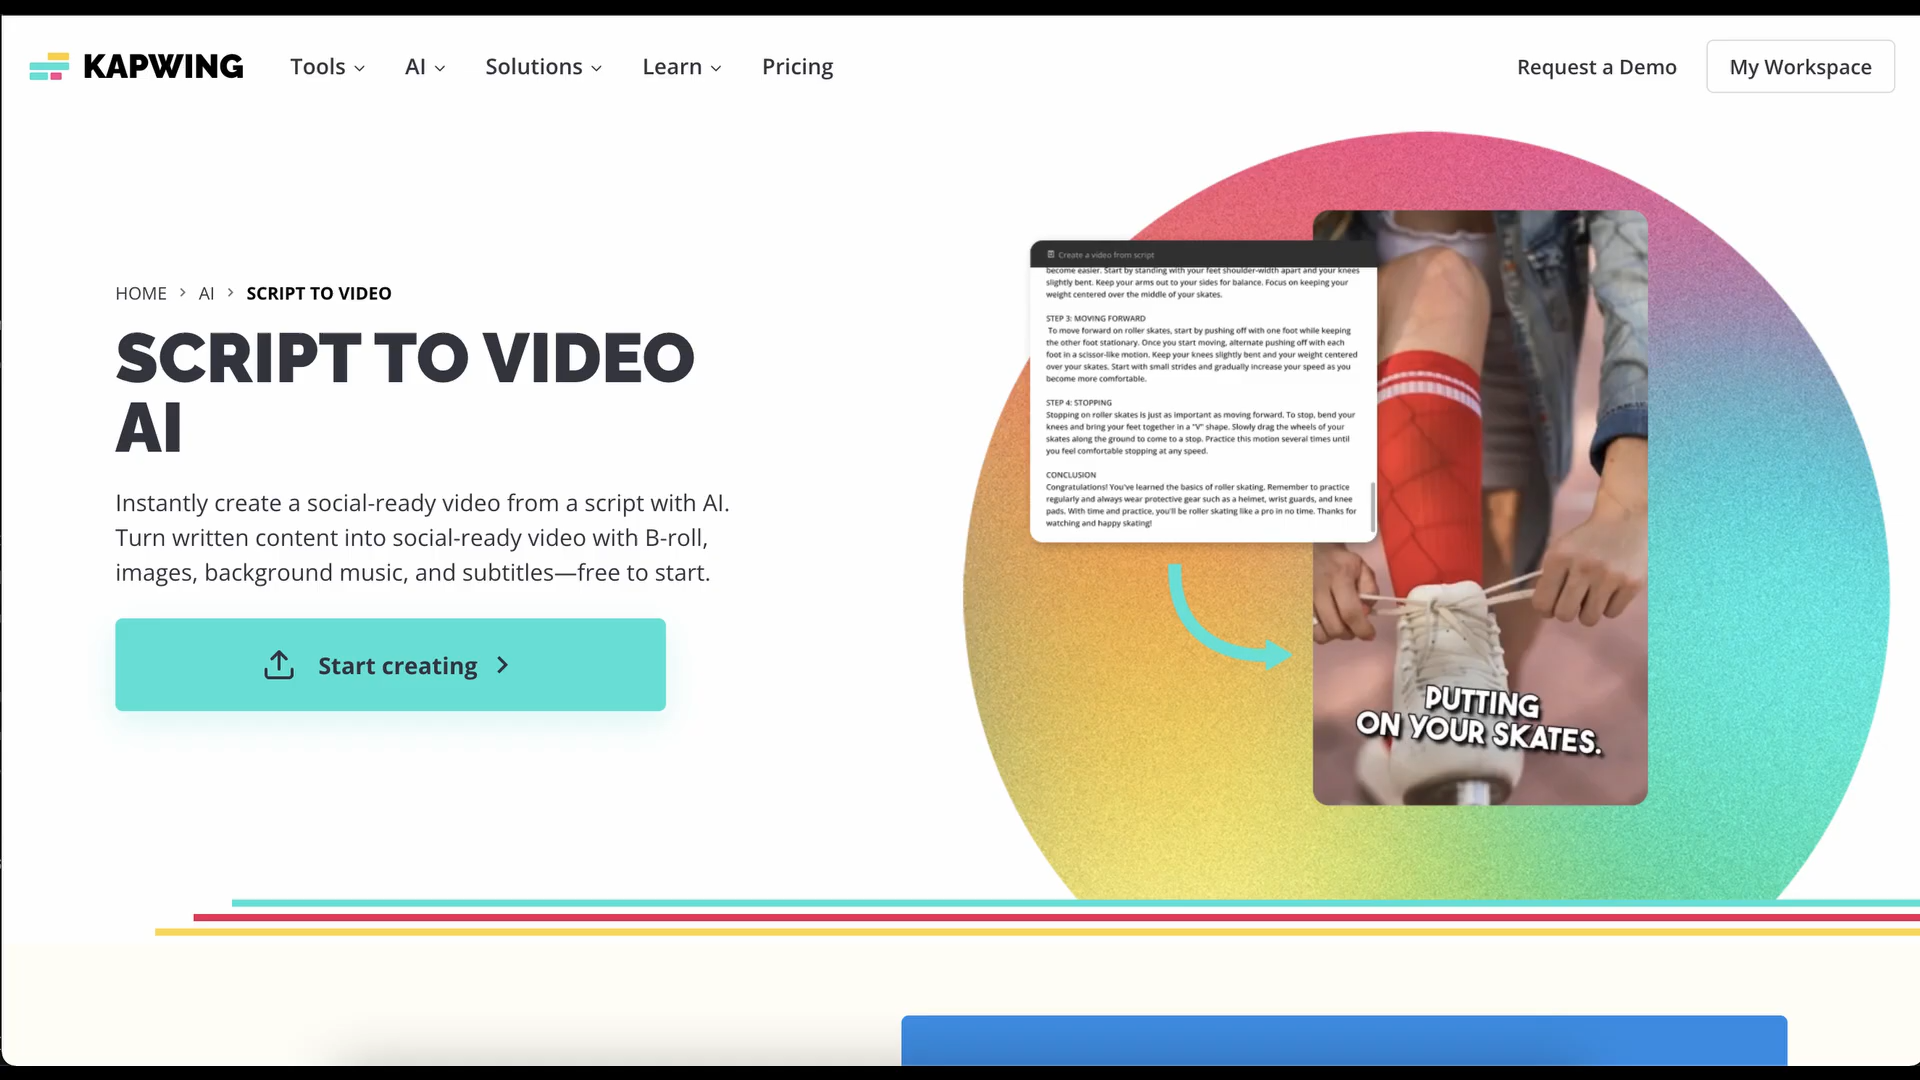 KAPWING
Tools
AI
Solutions
Learn
Pricing
Request a Demo
My Workspace
HOME > AI > SCRIPT TO VIDEO
SCRIPT TO VIDEO
AI
Instantly create a social-ready video from a script with AI.
Turn written content into social-ready video with B-roll,
images, background music, and subtitles—free to start.
Start creating
Create a video from script
become easier. Start by standing with your feet shoulder-width apart and your knees
slightly bent. Keep your arms out to your sides for balance. Focus on keeping your
weight centered over the middle of your skates.
STEP 3: MOVING FORWARD
To move forward on roller skates, start by pushing off with one foot while keeping
the other foot stationary. Once you start moving, alternate pushing off with each
foot in a scissor-like motion. Keep your knees slightly bent and your weight centered
over your skates. Start with small strides and gradually increase your speed as you
become more comfortable.
STEP 4: STOPPING
Stopping on roller skates is just as important as moving forward. To stop, bend your
knees and bring your feet together in a "V" shape. Slowly drag the wheels of your
skates along the ground to come to a stop. Practice this motion several times until
you feel comfortable stopping at any speed.
CONCLUSION
Congratulations! You've learned the basics of roller skating. Remember to practice
regularly and always wear protective gear such as a helmet, wrist guards, and knee
pads. With time and practice, you'll be roller skating like a pro in no time. Thanks for
watching and happy skating!
PUTTING
ON YOUR SKATES.